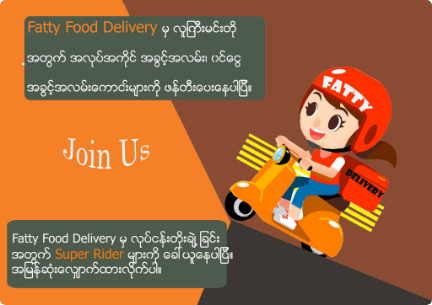 Fatty Food Delivery မှ လူကြီးမင်းတို
အတွက် အလုပ်အကိုင် အခွင့်အလမ်း၊ ပင်ငွေ
အခွင့်အလမ်းကောင်းများကို ဖန်တီးပေးနေပါပြီ။
FATTY
Join Us
DELIVERY
Fatty Food Delivery မှ လုပ်ငန်းတိုးချဲ့ခြင်း
အတွက် Super Rider များကို ခေါ်ယူနေပါပြီ။
အမြန်ဆုံးလျှောက်ထားလိုက်ပါ။